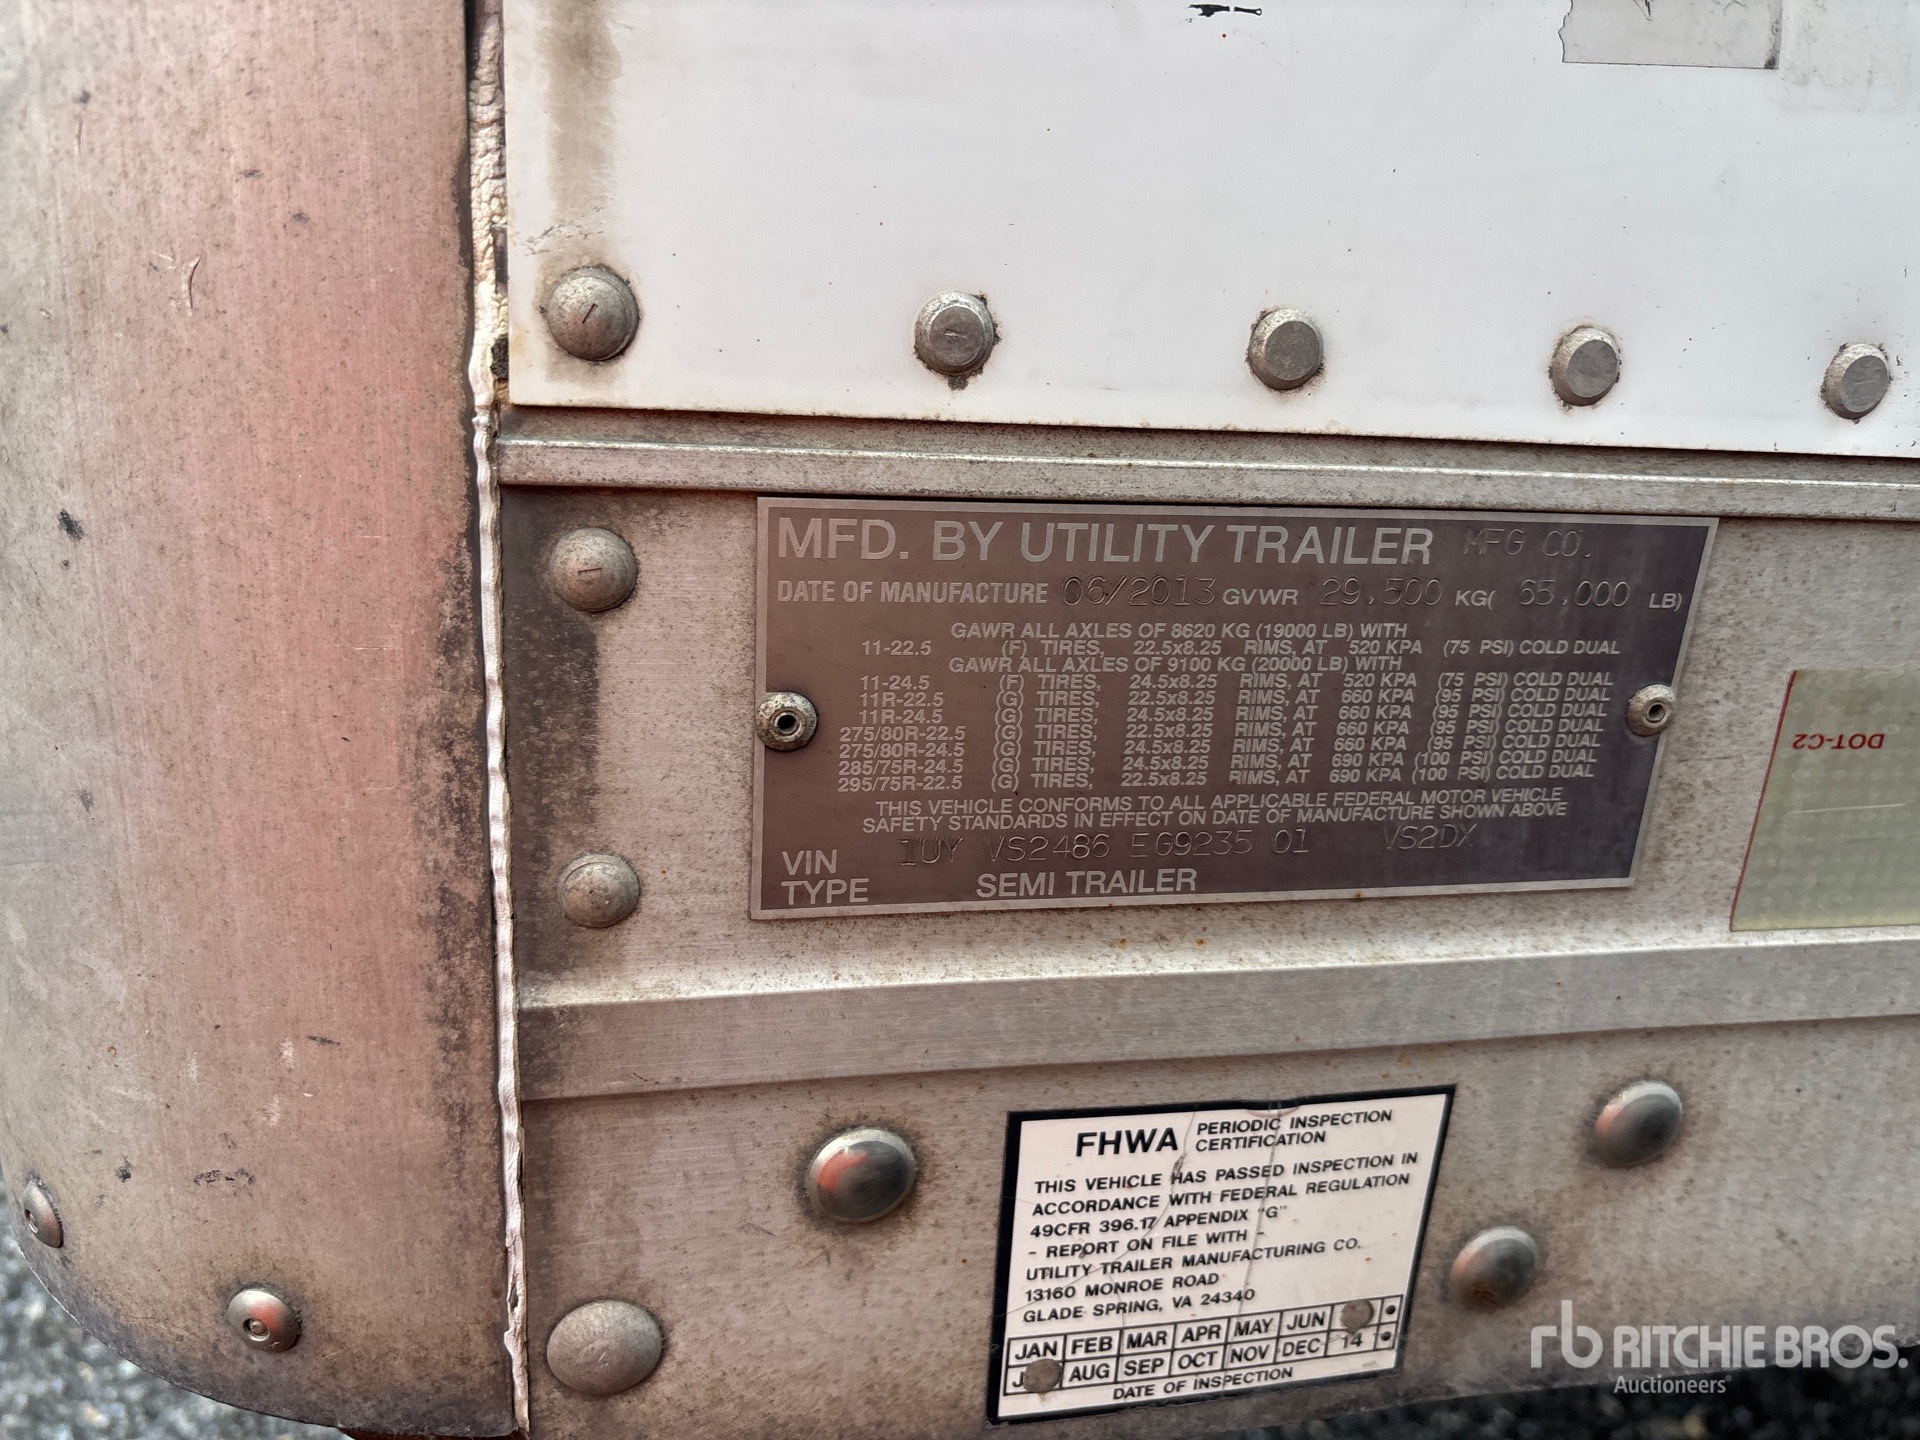 MFD. BY UTILITY TRAILER MFG CO.
DATE OF MANUFACTURE 06/2013 GVWR 29,500 KG( 65,000 LB)
GAWR ALL AXLES OF 8620 KG (19000 LB) WITH
11-22.5 (F) TIRES, 22.5x8.25 RIMS, AT 520 KPA (75 PSI) COLD DUAL
GAWR ALL AXLES OF 9100 KG (20000 LB) WITH
11-24.5 (F) TIRES, 24.5x8.25 RIMS, AT 520 KPA (75 PSI) COLD DUAL
11R-22.5 (G) TIRES, 22.5x8.25 RIMS, AT 660 KPA (95 PSI) COLD DUAL
11R-24.5 (G) TIRES, 24.5x8.25 RIMS, AT 660 KPA (95 PSI) COLD DUAL
275/80R-22.5 (G) TIRES, 22.5x8.25 RIMS, AT 660 KPA (95 PSI) COLD DUAL
275/80R-24.5 (G) TIRES, 24.5x8.25 RIMS, AT 660 KPA (95 PSI) COLD DUAL
285/75R-24.5 (G) TIRES, 24.5x8.25 RIMS, AT 690 KPA (100 PSI) COLD DUAL
295/75R-22.5 (G) TIRES, 22.5x8.25 RIMS, AT 690 KPA (100 PSI) COLD DUAL
THIS VEHICLE CONFORMS TO ALL APPLICABLE FEDERAL MOTOR VEHICLE
SAFETY STANDARDS IN EFFECT ON DATE OF MANUFACTURE SHOWN ABOVE
VIN 1UY VS2486 EG9235 01 VS2DX
TYPE SEMI TRAILER
DOT-C2
FHWA PERIODIC INSPECTION
CERTIFICATION
THIS VEHICLE HAS PASSED INSPECTION IN
ACCORDANCE WITH FEDERAL REGULATION
49CFR 396.17 APPENDIX "G"
- REPORT ON FILE WITH -
UTILITY TRAILER MANUFACTURING CO.
13160 MONROE ROAD
GLADE SPRING, VA 24340
JAN FEB MAR APR MAY JUN
AUG SEP OCT NOV DEC 14
DATE OF INSPECTION
rb RITCHIE BROS.
Auctioneers